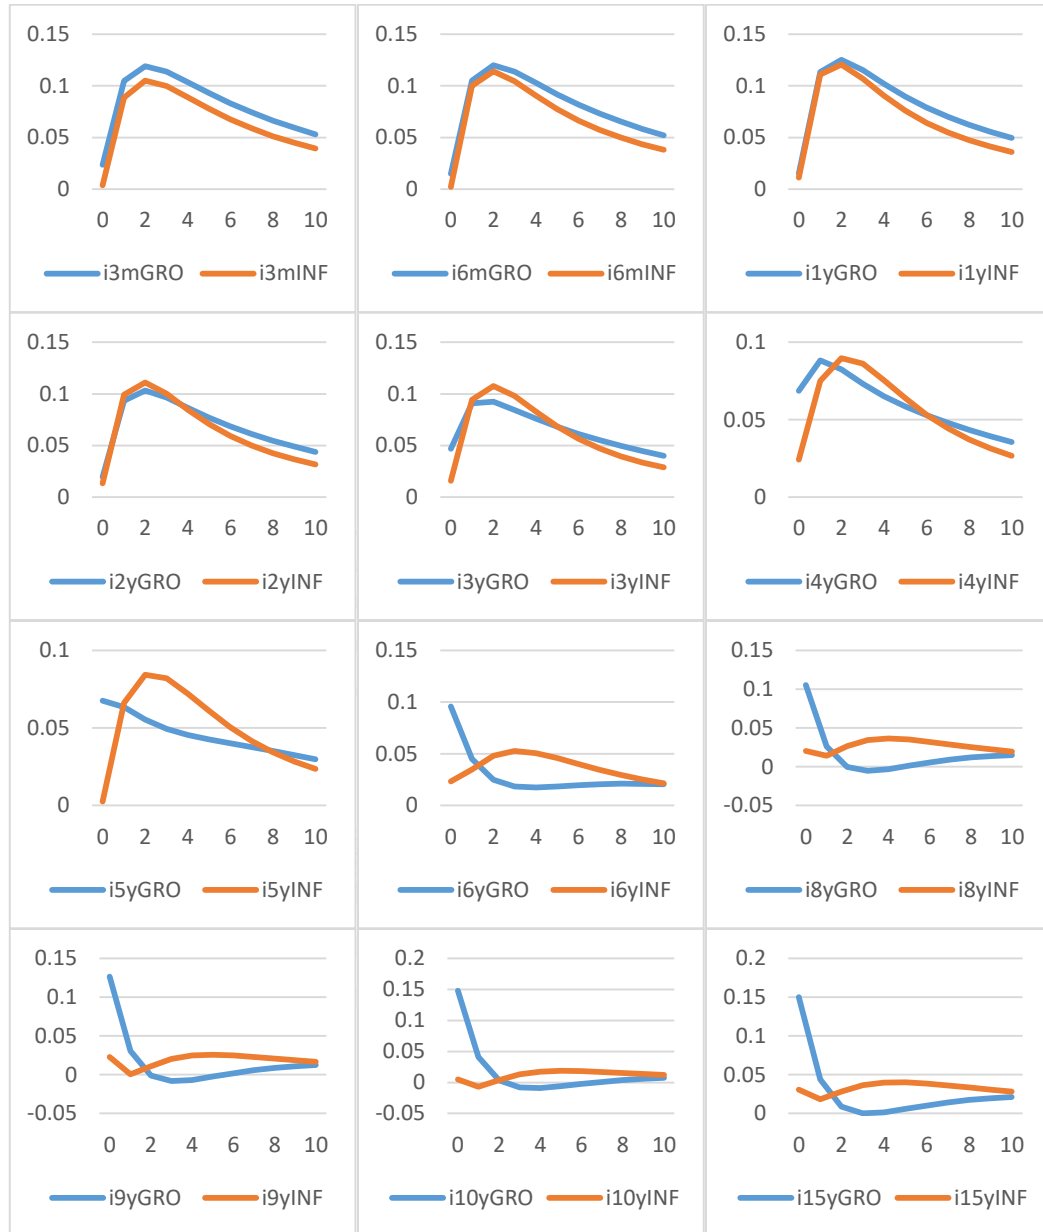 0.15
0.1
0.05
0
0 2 4 6 8 10
i3mGRO i3mINF
0.15
0.1
0.05
0
0 2 4 6 8 10
i6mGRO i6mINF
0.15
0.1
0.05
0
0 2 4 6 8 10
i1yGRO i1yINF
0.15
0.1
0.05
0
0 2 4 6 8 10
i2yGRO i2yINF
0.15
0.1
0.05
0
0 2 4 6 8 10
i3yGRO i3yINF
0.1
0.05
0
0 2 4 6 8 10
i4yGRO i4yINF
0.1
0.05
0
0 2 4 6 8 10
i5yGRO i5yINF
0.15
0.1
0.05
0
0 2 4 6 8 10
i6yGRO i6yINF
0.15
0.1
0.05
0
-0.05
0 2 4 6 8 10
i8yGRO i8yINF
0.15
0.1
0.05
0
-0.05
0 2 4 6 8 10
i9yGRO i9yINF
0.2
0.15
0.1
0.05
0
-0.05
0 2 4 6 8 10
i10yGRO i10yINF
0.2
0.15
0.1
0.05
0
0 2 4 6 8 10
i15yGRO i15yINF